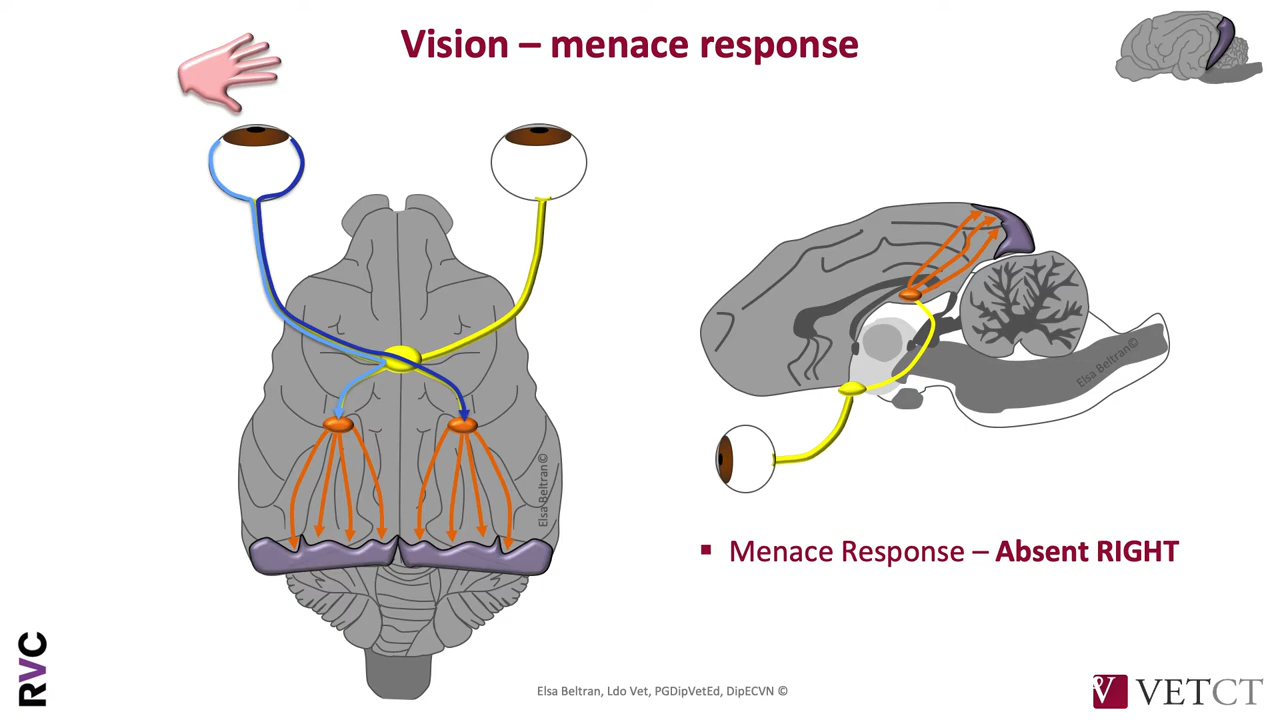 Vision – menace response
Elsa Beltran©
Elsa Beltran©
▪ Menace Response – Absent RIGHT
RVC
Elsa Beltran, Ldo Vet, PGDipVetEd, DipECVN ©
V VETCT